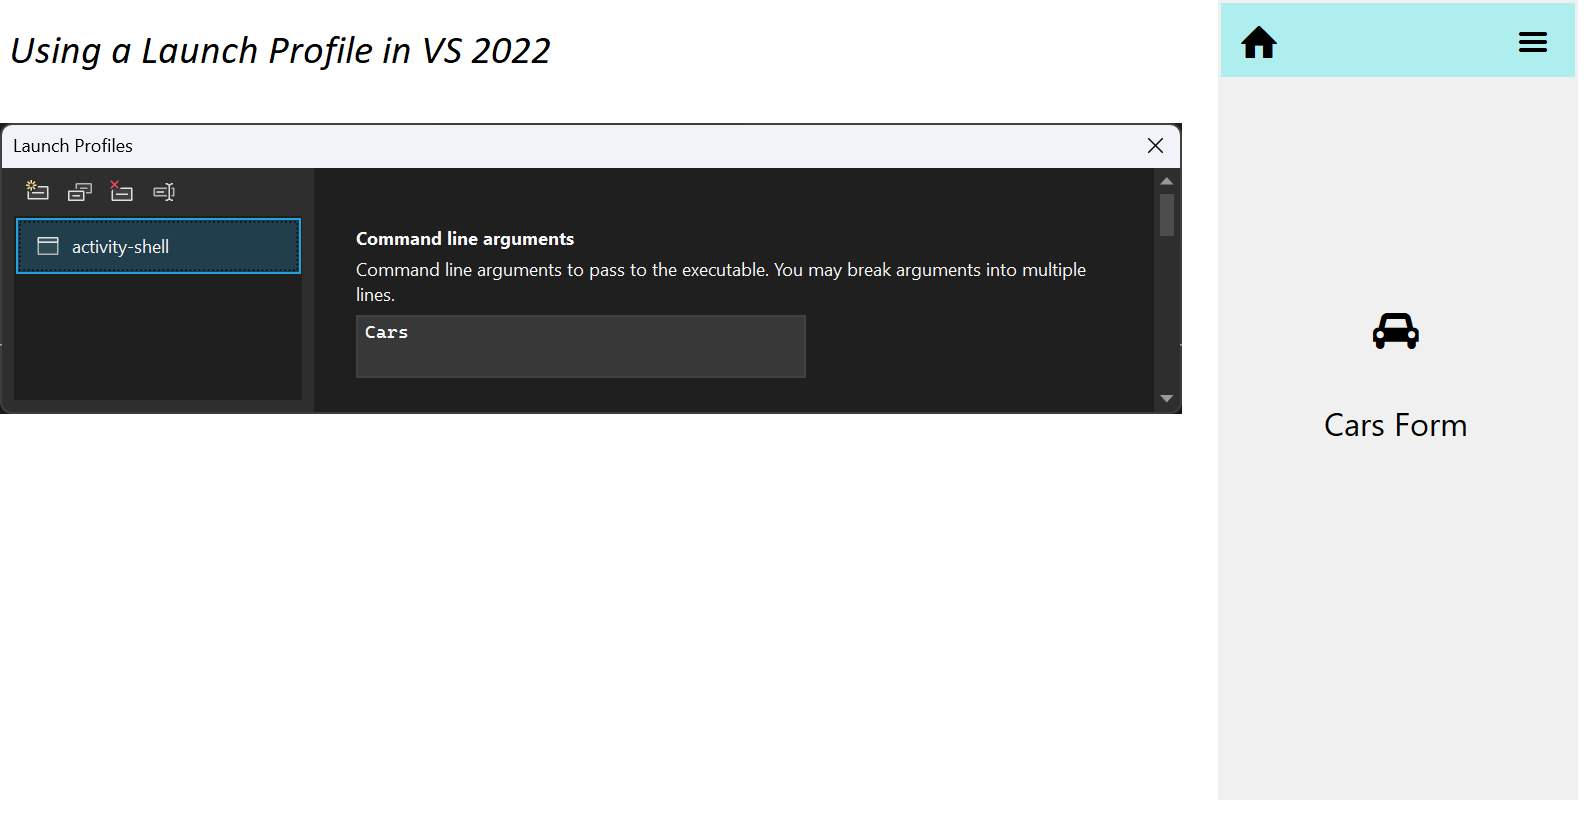 Using a Launch Profile in VS 2022
Launch Profiles
activity-shell
Command line arguments
Command line arguments to pass to the executable. You may break arguments into multiple
lines.
Cars
Cars Form